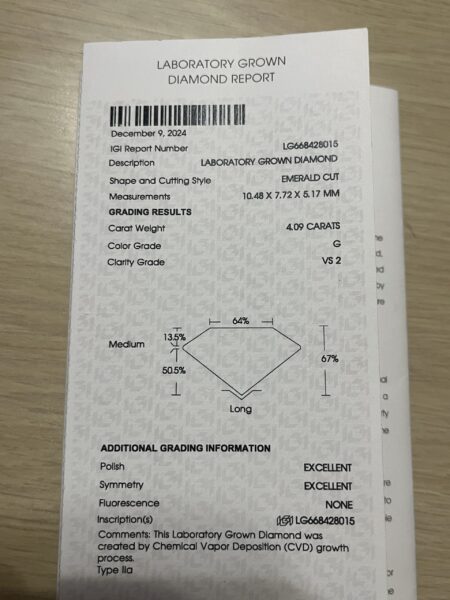 LABORATORY GROWN
DIAMOND REPORT
December 9, 2024
IGI Report Number LG668428015
Description LABORATORY GROWN DIAMOND
Shape and Cutting Style EMERALD CUT
Measurements 10.48 X 7.72 X 5.17 MM
GRADING RESULTS
Carat Weight 4.09 CARATS
Color Grade G
Clarity Grade VS 2
64%
Medium 13.5%
67%
50.5%
Long
ADDITIONAL GRADING INFORMATION
Polish EXCELLENT
Symmetry EXCELLENT
Fluorescence NONE
Inscription(s) LG668428015
Comments: This Laboratory Grown Diamond was
created by Chemical Vapor Deposition (CVD) growth
process.
Type IIa